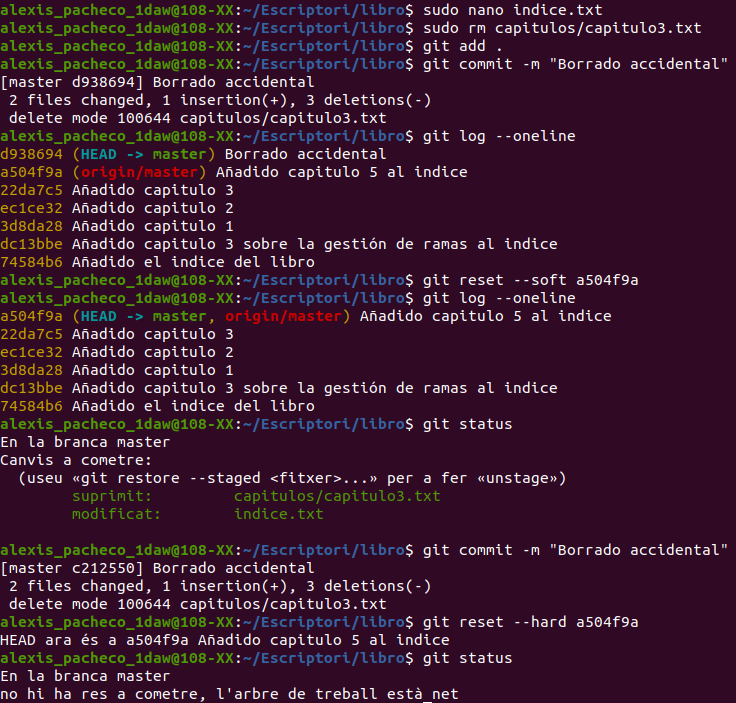 alexis_pacheco_1daw@108-XX:~/Escriptori/libro$ sudo nano indice.txt
alexis_pacheco_1daw@108-XX:~/Escriptori/libro$ sudo rm capitulos/capitulo3.txt
alexis_pacheco_1daw@108-XX:~/Escriptori/libro$ git add .
alexis_pacheco_1daw@108-XX:~/Escriptori/libro$ git commit -m "Borrado accidental"
[master d938694] Borrado accidental
 2 files changed, 1 insertion(+), 3 deletions(-)
 delete mode 100644 capitulos/capitulo3.txt
alexis_pacheco_1daw@108-XX:~/Escriptori/libro$ git log --oneline
d938694 (HEAD -> master) Borrado accidental
a504f9a (origin/master) Añadido capitulo 5 al indice
22da7c5 Añadido capitulo 3
ec1ce32 Añadido capitulo 2
3d8da28 Añadido capitulo 1
dc13bbe Añadido capitulo 3 sobre la gestión de ramas al indice
74584b6 Añadido el indice del libro
alexis_pacheco_1daw@108-XX:~/Escriptori/libro$ git reset --soft a504f9a
alexis_pacheco_1daw@108-XX:~/Escriptori/libro$ git log --oneline
a504f9a (HEAD -> master, origin/master) Añadido capitulo 5 al indice
22da7c5 Añadido capitulo 3
ec1ce32 Añadido capitulo 2
3d8da28 Añadido capitulo 1
dc13bbe Añadido capitulo 3 sobre la gestión de ramas al indice
74584b6 Añadido el indice del libro
alexis_pacheco_1daw@108-XX:~/Escriptori/libro$ git status
En la branca master
Canvis a cometre:
  (useu «git restore --staged <fitxer>...» per a fer «unstage»)
        suprimit:         capitulos/capitulo3.txt
        modificat:        indice.txt

alexis_pacheco_1daw@108-XX:~/Escriptori/libro$ git commit -m "Borrado accidental"
[master c212550] Borrado accidental
 2 files changed, 1 insertion(+), 3 deletions(-)
 delete mode 100644 capitulos/capitulo3.txt
alexis_pacheco_1daw@108-XX:~/Escriptori/libro$ git reset --hard a504f9a
HEAD ara és a a504f9a Añadido capitulo 5 al indice
alexis_pacheco_1daw@108-XX:~/Escriptori/libro$ git status
En la branca master
no hi ha res a cometre, l'arbre de treball està net